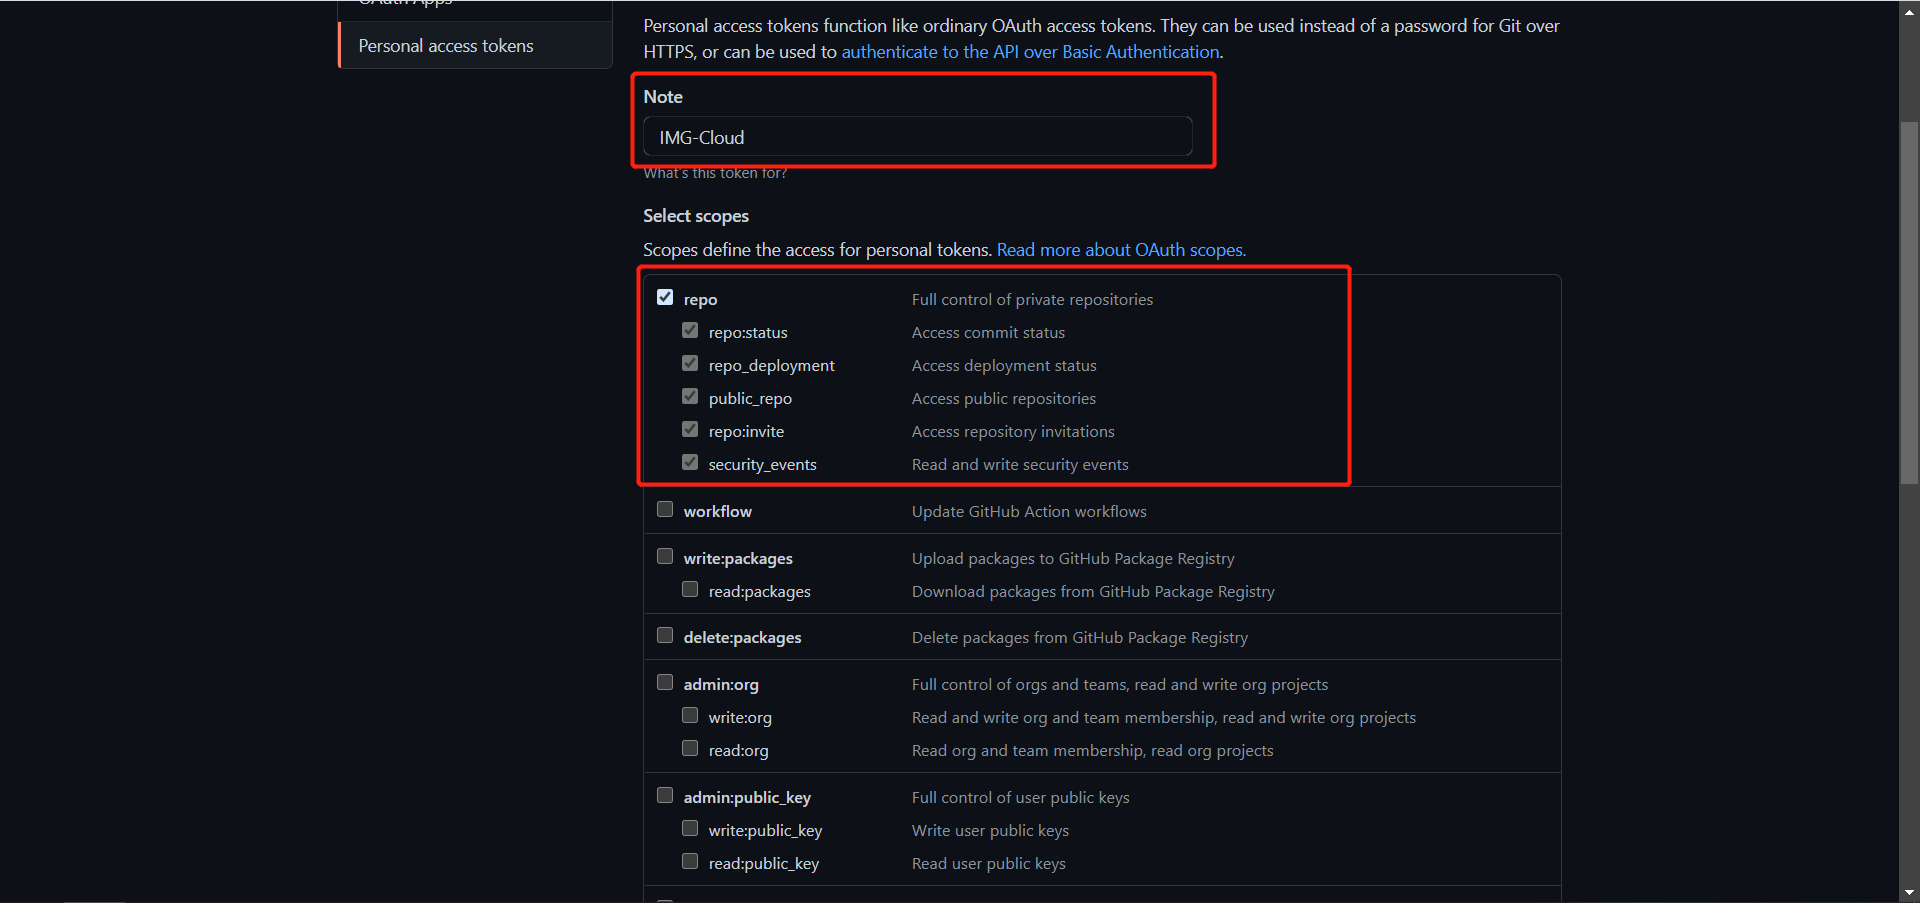 OAuth Apps
Personal access tokens
Personal access tokens function like ordinary OAuth access tokens. They can be used instead of a password for Git over
HTTPS, or can be used to authenticate to the API over Basic Authentication.
Note
IMG-Cloud
What's this token for?
Select scopes
Scopes define the access for personal tokens. Read more about OAuth scopes.
repo Full control of private repositories
repo:status Access commit status
repo_deployment Access deployment status
public_repo Access public repositories
repo:invite Access repository invitations
security_events Read and write security events
workflow Update GitHub Action workflows
write:packages Upload packages to GitHub Package Registry
read:packages Download packages from GitHub Package Registry
delete:packages Delete packages from GitHub Package Registry
admin:org Full control of orgs and teams, read and write org projects
write:org Read and write org and team membership, read and write org projects
read:org Read org and team membership, read org projects
admin:public_key Full control of user public keys
write:public_key Write user public keys
read:public_key Read user public keys